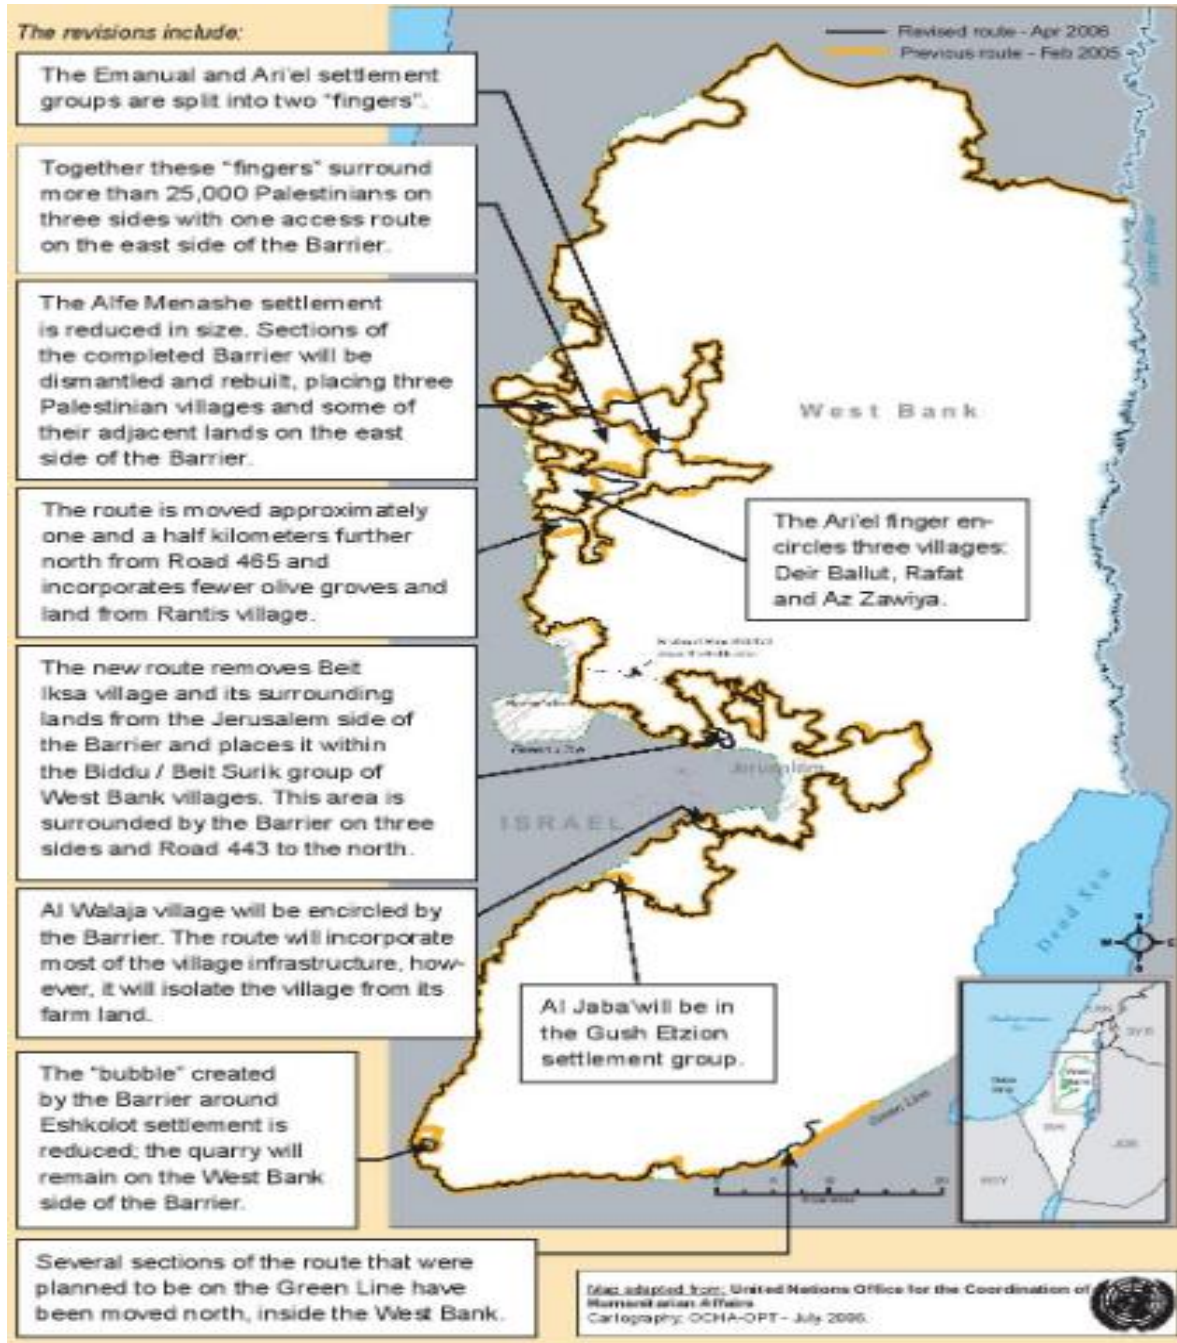 The revisions include:
Revised route - Apr 2006
Previous route - Feb 2005
The Emanual and Ari'el settlement
groups are split into two "fingers".
Together these "fingers" surround
more than 25,000 Palestinians on
three sides with one access route
on the east side of the Barrier.
The Alfe Menashe settlement
is reduced in size. Sections of
the completed Barrier will be
dismantled and rebuilt, placing three
Palestinian villages and some of
their adjacent lands on the east
side of the Barrier.
West Bank
The route is moved approximately
one and a half kilometers further
north from Road 465 and
incorporates fewer olive groves and
land from Rantis village.
The Ari'el finger en-
circles three villages:
Deir Ballut, Rafat
and Az Zawiya.
The new route removes Beit
Iksa village and its surrounding
lands from the Jerusalem side of
the Barrier and places it within
the Biddu / Beit Surik group of
West Bank villages. This area is
surrounded by the Barrier on three
sides and Road 443 to the north.
Green Line
Jerusalem
ISRAEL
Al Walaja village will be encircled by
the Barrier. The route will incorporate
most of the village infrastructure, how-
ever, it will isolate the village from its
farm land.
Dead Sea
Al Jaba'will be in
the Gush Etzion
settlement group.
The "bubble" created
by the Barrier around
Eshkolot settlement is
reduced; the quarry will
remain on the West Bank
side of the Barrier.
Green Line
Several sections of the route that were
planned to be on the Green Line have
been moved north, inside the West Bank.
Map adapted from: United Nations Office for the Coordination of
Humanitarian Affairs
Cartography: OCHA-OPT - July 2006.